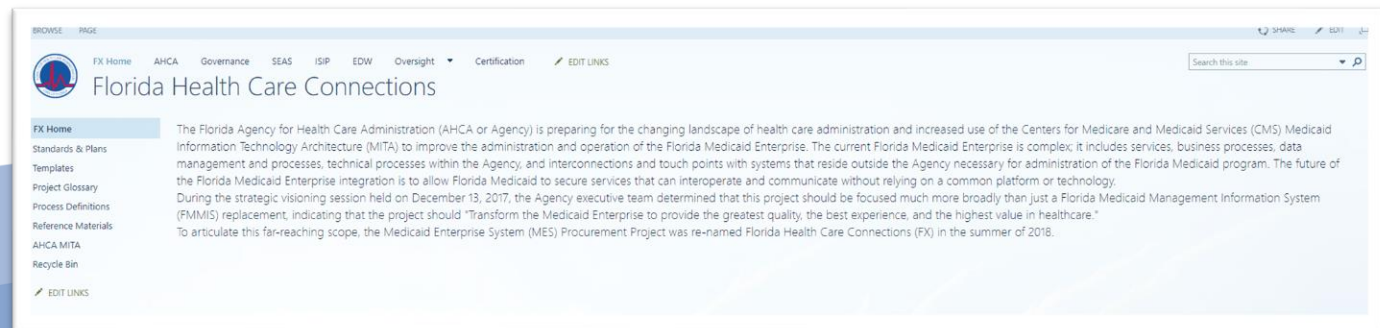 BROWSE PAGE
SHARE EDIT
FX Home AHCA Governance SEAS ISIP EDW Oversight Certification EDIT LINKS
Search this site
Florida Health Care Connections
FX Home
Standards & Plans
Templates
Project Glossary
Process Definitions
Reference Materials
AHCA MITA
Recycle Bin
EDIT LINKS
The Florida Agency for Health Care Administration (AHCA or Agency) is preparing for the changing landscape of health care administration and increased use of the Centers for Medicare and Medicaid Services (CMS) Medicaid
Information Technology Architecture (MITA) to improve the administration and operation of the Florida Medicaid Enterprise. The current Florida Medicaid Enterprise is complex; it includes services, business processes, data
management and processes, technical processes within the Agency, and interconnections and touch points with systems that reside outside the Agency necessary for administration of the Florida Medicaid program. The future of
the Florida Medicaid Enterprise integration is to allow Florida Medicaid to secure services that can interoperate and communicate without relying on a common platform or technology.
During the strategic visioning session held on December 13, 2017, the Agency executive team determined that this project should be focused much more broadly than just a Florida Medicaid Management Information System
(FMMIS) replacement, indicating that the project should "Transform the Medicaid Enterprise to provide the greatest quality, the best experience, and the highest value in healthcare."
To articulate this far-reaching scope, the Medicaid Enterprise System (MES) Procurement Project was re-named Florida Health Care Connections (FX) in the summer of 2018.